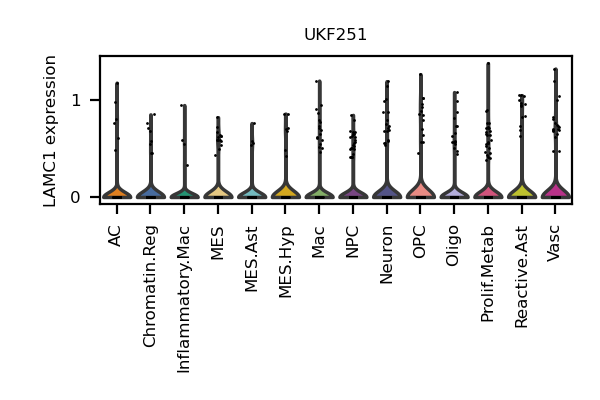 UKF251
LAMC1 expression
1
0
AC
Chromatin.Reg
Inflammatory.Mac
MES
MES.Ast
MES.Hyp
Mac
NPC
Neuron
OPC
Oligo
Prolif.Metab
Reactive.Ast
Vasc